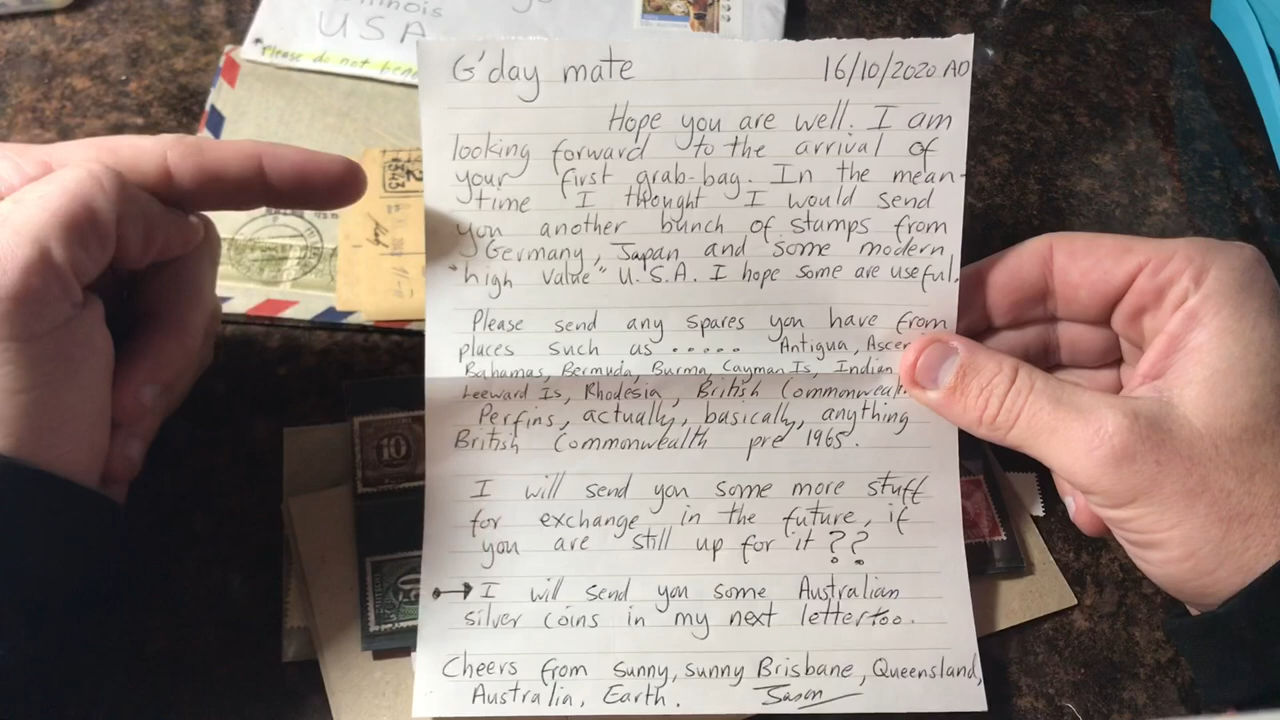 Illinois
USA
*Please do not bend
G'day mate 16/10/2020 AD
Hope you are well. I am
looking forward to the arrival of
your first grab-bag. In the mean-
time I thought I would send
you another bunch of stamps from
Germany, Japan and some modern
"high value" U.S.A. I hope some are useful.
Please send any spares you have from
places such as ..... Antigua, Ascen
Bahamas, Bermuda, Burma, Cayman Is, Indian
Leeward Is, Rhodesia, British Commonweal
Perfins, actually, basically, anything
British Commonwealth pre 1965.
I will send you some more stuff
for exchange in the future, if
you are still up for it ??
I will send you some Australian
silver coins in my next letter too.
Cheers from sunny, sunny Brisbane, Queensland,
Australia, Earth. Jason
10